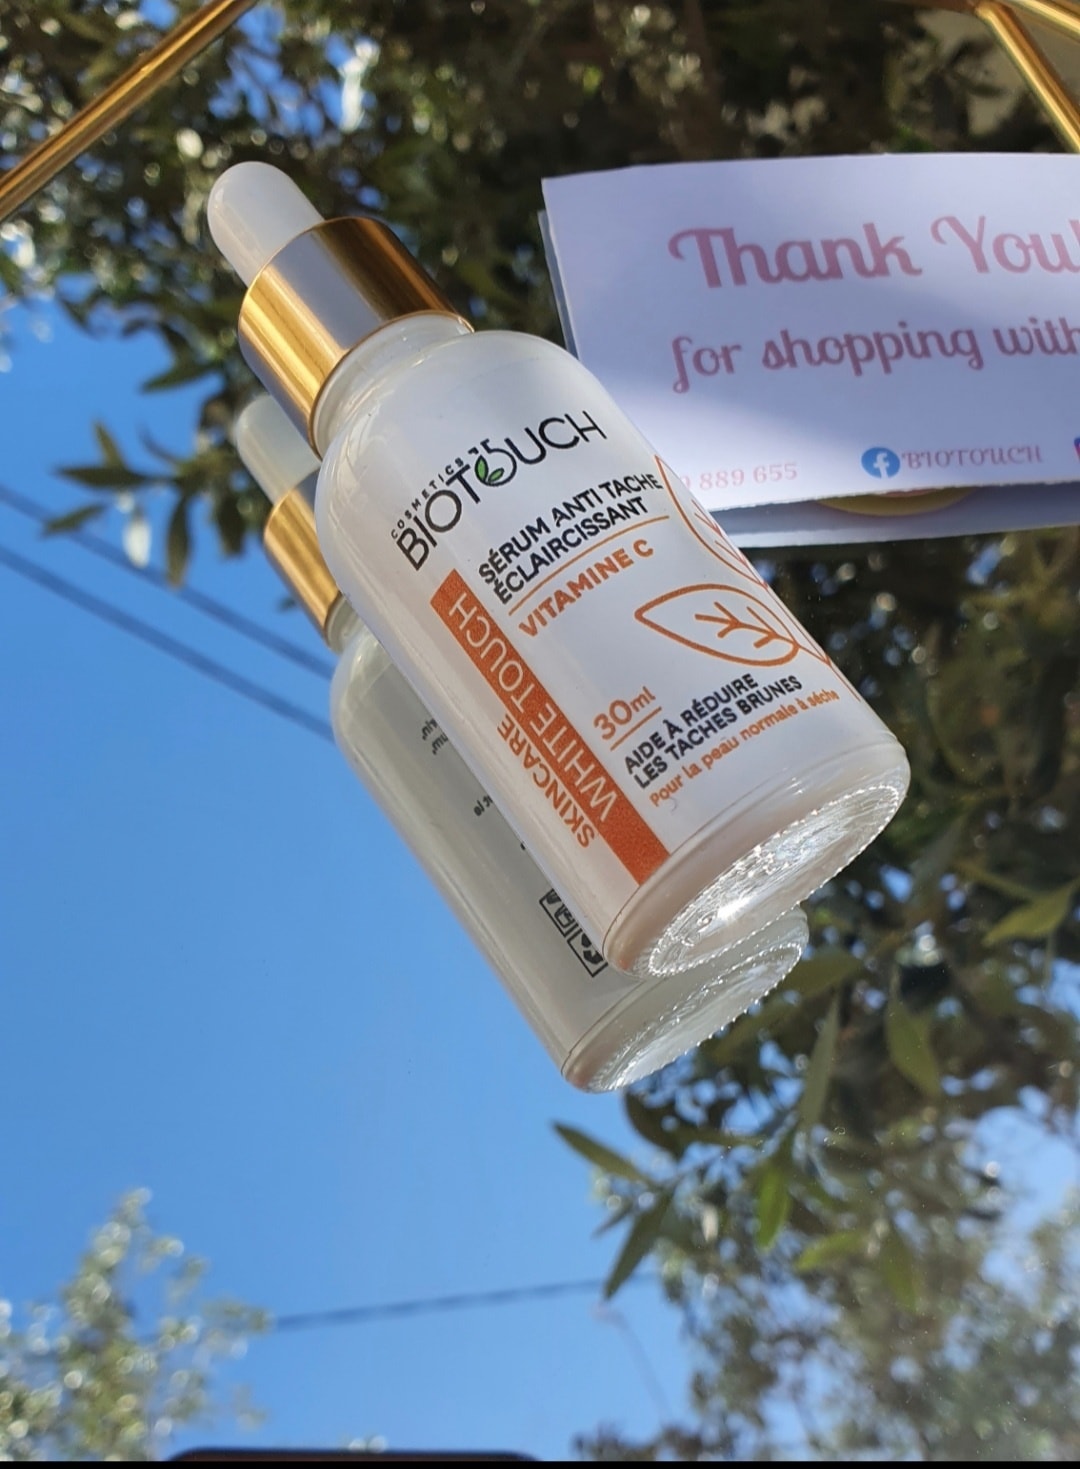 COSMETICS
BIOTOUCH
SÉRUM ANTI TACHE
ÉCLAIRCISSANT
VITAMINE C
WHITE TOUCH
SKINCARE
30ml
AIDE À RÉDUIRE
LES TACHES BRUNES
Pour la peau normale à sèche
Thank You!
for shopping with
889 655
BIOTOUCH